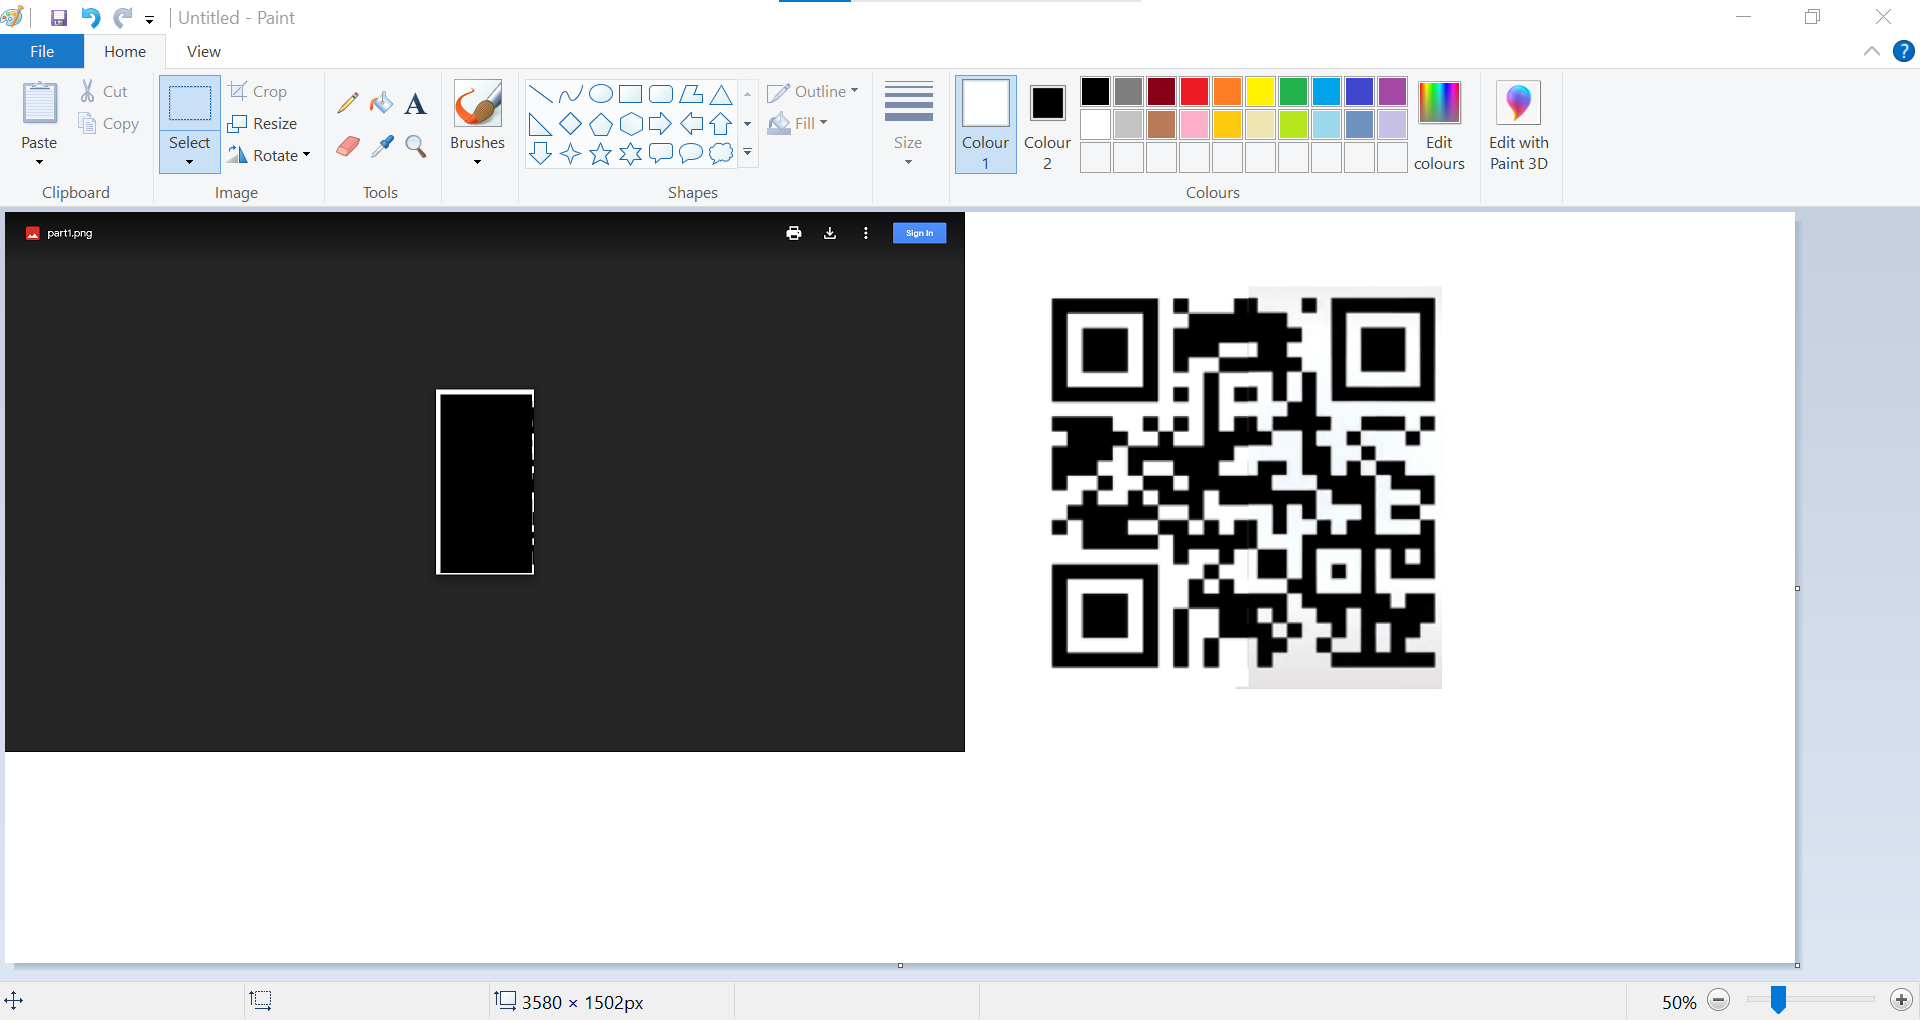 Untitled - Paint
File Home View
Paste
Cut
Copy
Clipboard
Select
Crop
Resize
Rotate
Image
A
Tools
Brushes
Shapes
Outline
Fill
Size
Colour 1
Colour 2
Edit colours
Colours
Edit with Paint 3D
?
part1.png
Sign In
3580 × 1502px
50%